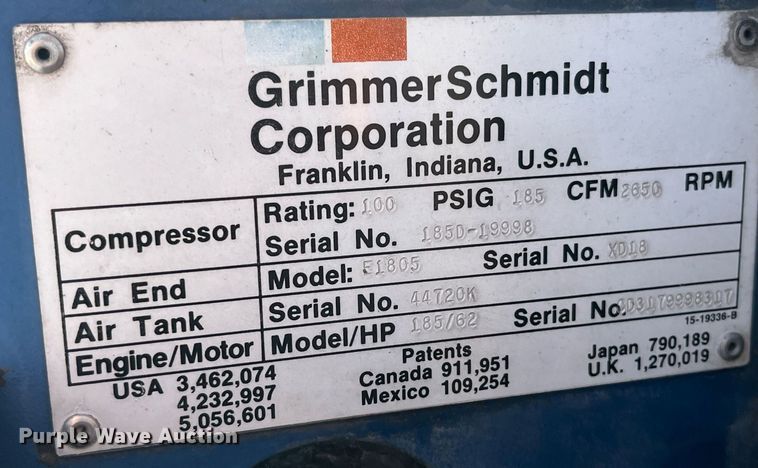 GrimmerSchmidt
Corporation
Franklin, Indiana, U.S.A.
Compressor Rating: 100 PSIG 185 CFM 2650 RPM
Serial No. 185D-19998
Air End Model: E1805 Serial No. XD18
Air Tank Serial No. 44720K
Engine/Motor Model/HP 185/62 Serial No.
15-19336-B
Patents
USA 3,462,074 Canada 911,951 Japan 790,189
4,232,997 Mexico 109,254 U.K. 1,270,019
5,056,601
Purple Wave Auction